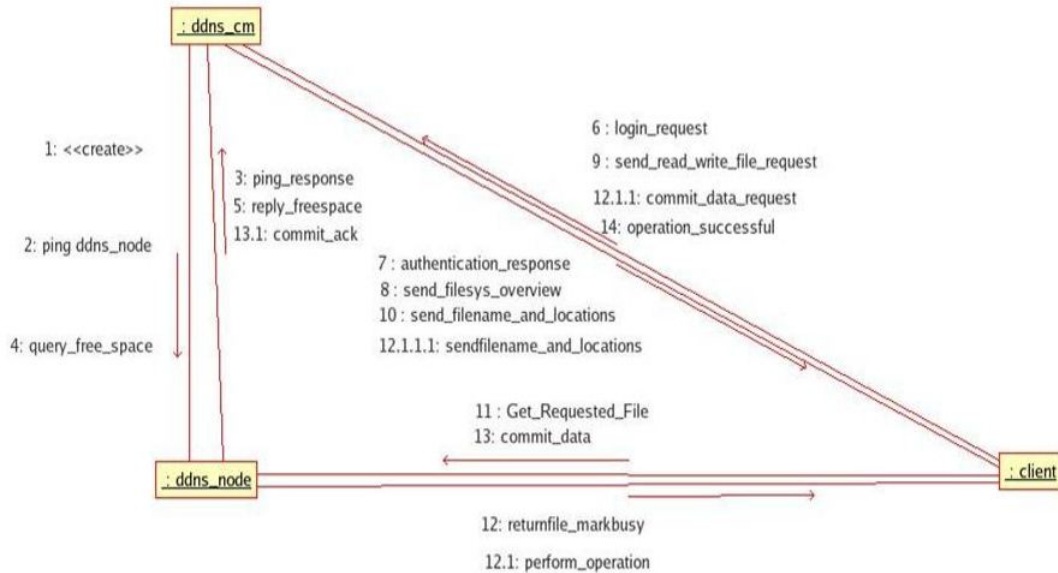 : ddns_cm
1: <<create>>
2: ping ddns_node
4: query_free_space
3: ping_response
5: reply_freespace
13.1: commit_ack
6 : login_request
9 : send_read_write_file_request
12.1.1: commit_data_request
14: operation_successful
7 : authentication_response
8 : send_filesys_overview
10 : send_filename_and_locations
12.1.1.1: sendfilename_and_locations
11 : Get_Requested_File
13: commit_data
: ddns_node
: client
12: returnfile_markbusy
12.1: perform_operation